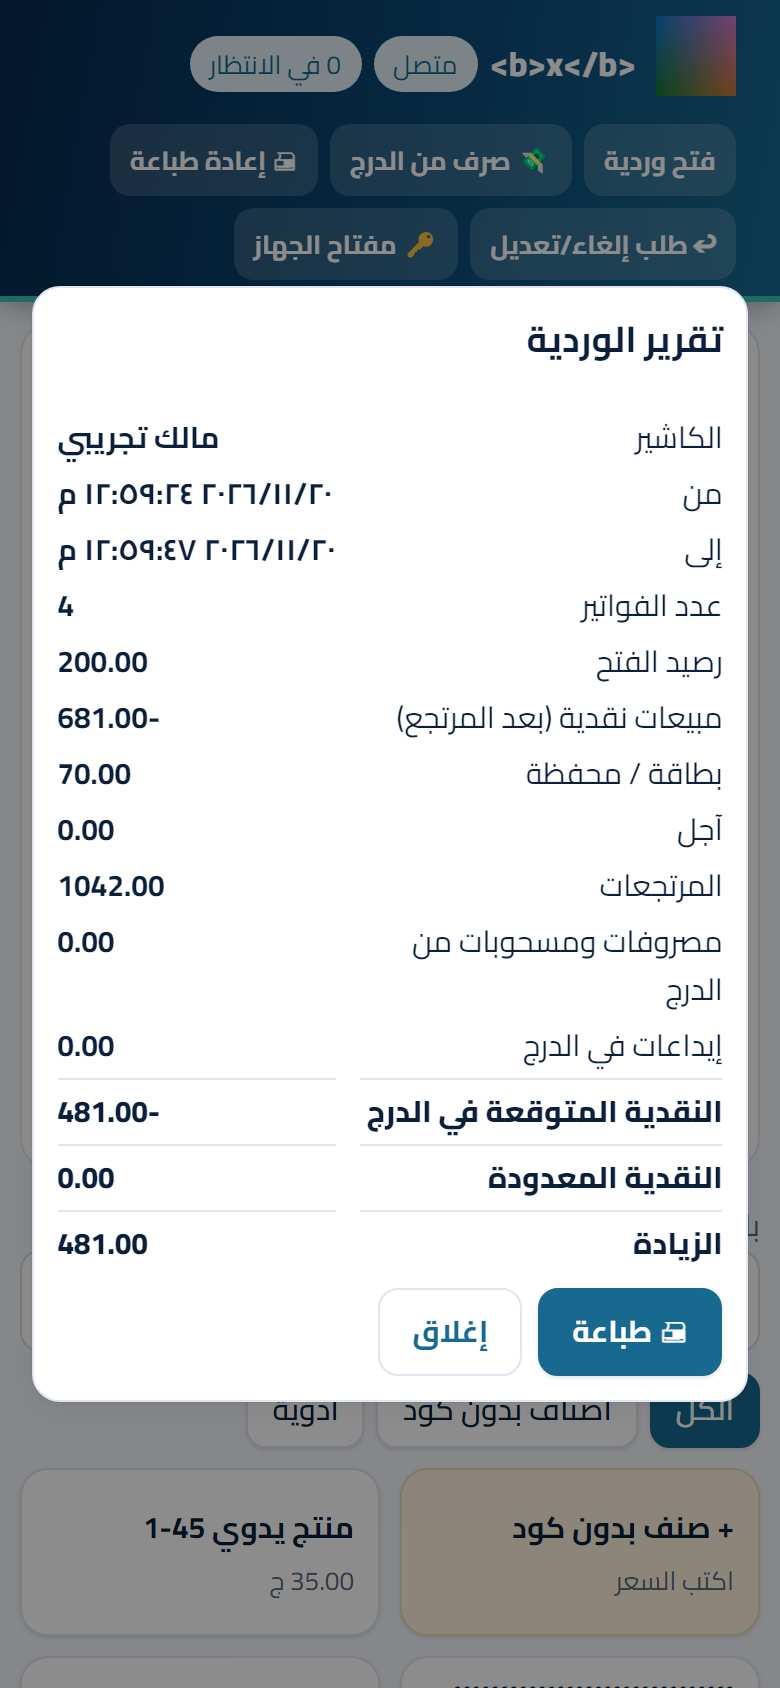 <b>x</b>
متصل
0 في الانتظار
فتح وردية
💸 صرف من الدرج
🖨 إعادة طباعة
↩ طلب إلغاء/تعديل
🔑 مفتاح الجهاز
تقرير الوردية
الكاشير
مالك تجريبي
من
٢٠٢٦/١١/٢٠ ١٢:٥٩:٢٤ م
إلى
٢٠٢٦/١١/٢٠ ١٢:٥٩:٤٧ م
عدد الفواتير
4
رصيد الفتح
200.00
مبيعات نقدية (بعد المرتجع)
681.00-
بطاقة / محفظة
70.00
آجل
0.00
المرتجعات
1042.00
مصروفات ومسحوبات من
الدرج
0.00
إيداعات في الدرج
0.00
النقدية المتوقعة في الدرج
481.00-
النقدية المعدودة
0.00
الزيادة
481.00
🖨 طباعة
إغلاق
الكل
أصناف بدون كود
أدوية
+ صنف بدون كود
اكتب السعر
منتج يدوي 45-1
35.00 ج